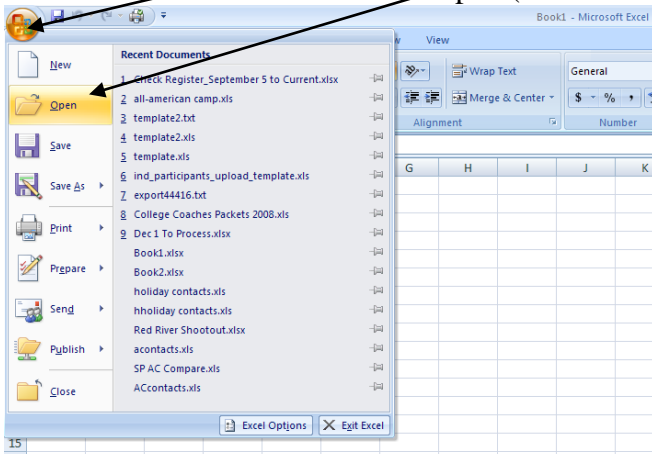 Book1 - Microsoft Excel
View
New
Open
Save
Save As
Print
Prepare
Send
Publish
Close
Recent Documents
1 Check Register_September 5 to Current.xlsx
2 all-american camp.xls
3 template2.txt
4 template2.xls
5 template.xls
6 ind_participants_upload_template.xls
7 export44416.txt
8 College Coaches Packets 2008.xls
9 Dec 1 To Process.xlsx
Book1.xlsx
Book2.xlsx
holiday contacts.xls
hholiday contacts.xls
Red River Shootout.xlsx
acontacts.xls
SP AC Compare.xls
ACcontacts.xls
Excel Options
Exit Excel
Wrap Text
General
Merge & Center
$ % ,
Alignment
Number
G H I J K
15